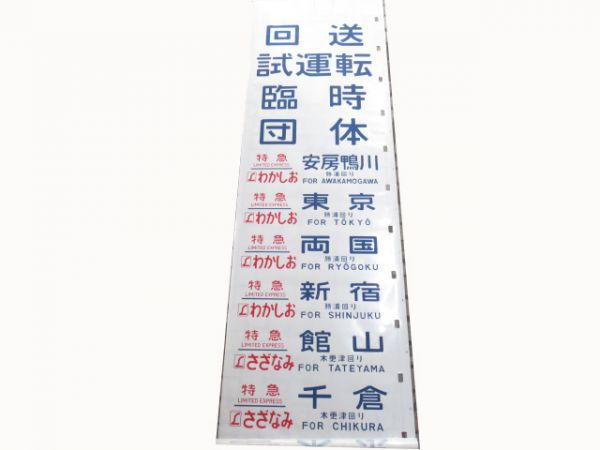 回送
試運転
臨時
団体
特急 安房鴨川
LIMITED EXPRESS 勝浦回り
わかしお FOR AWAKAMOGAWA
特急 東京
LIMITED EXPRESS 勝浦回り
わかしお FOR TŌKYŌ
特急 両国
LIMITED EXPRESS 勝浦回り
わかしお FOR RYŌGOKU
特急 新宿
LIMITED EXPRESS 勝浦回り
わかしお FOR SHINJUKU
特急 館山
LIMITED EXPRESS 木更津回り
さざなみ FOR TATEYAMA
特急 千倉
LIMITED EXPRESS 木更津回り
さざなみ FOR CHIKURA